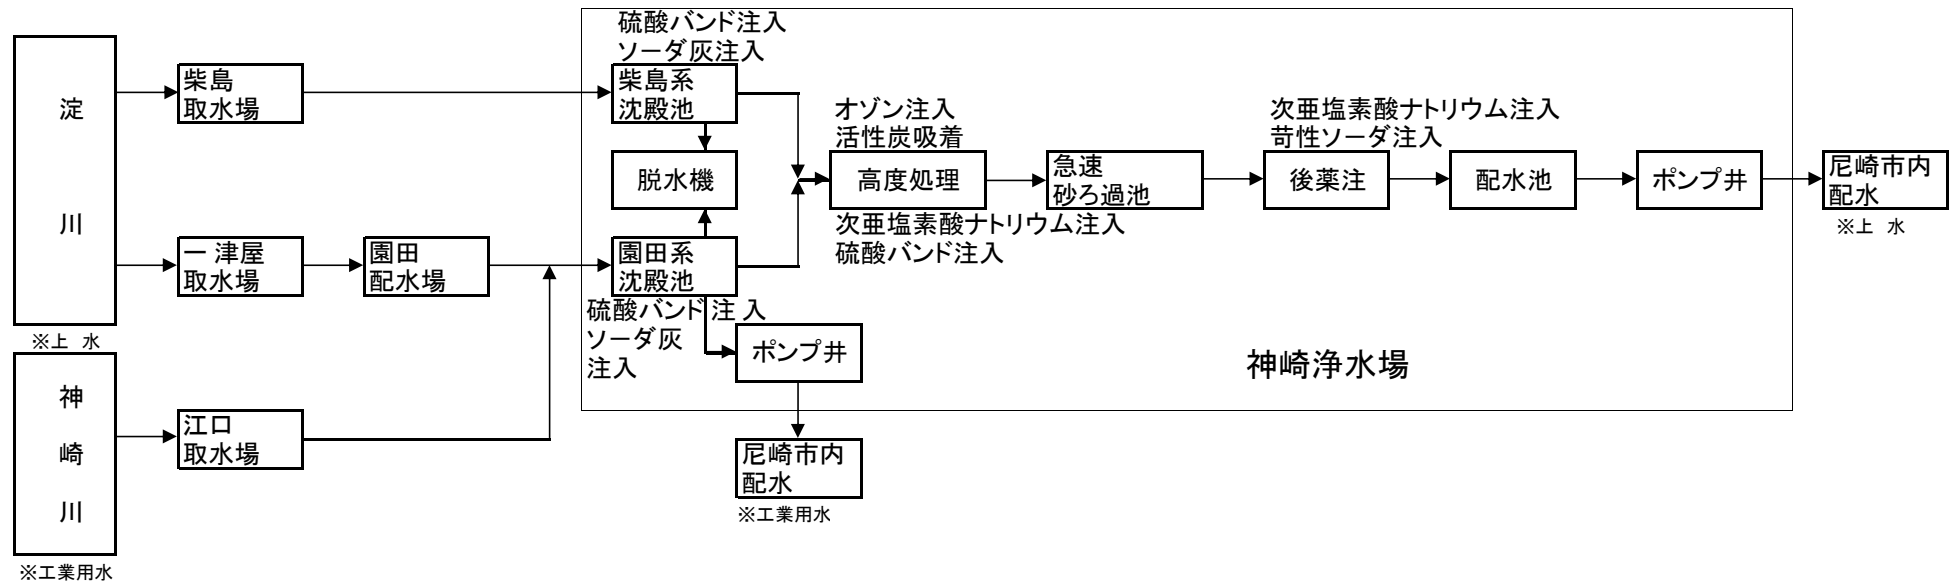 淀
川
※上 水
神
崎
川
※工業用水
柴島
取水場
一津屋
取水場
園田
配水場
江口
取水場
硫酸バンド注入
ソーダ灰注入
柴島系
沈殿池
脱水機
園田系
沈殿池
硫酸バンド注入
ソーダ灰
注入
ポンプ井
尼崎市内
配水
※工業用水
オゾン注入
活性炭吸着
高度処理
次亜塩素酸ナトリウム注入
硫酸バンド注入
急速
砂ろ過池
次亜塩素酸ナトリウム注入
苛性ソーダ注入
後薬注
配水池
ポンプ井
尼崎市内
配水
※上 水
神崎浄水場